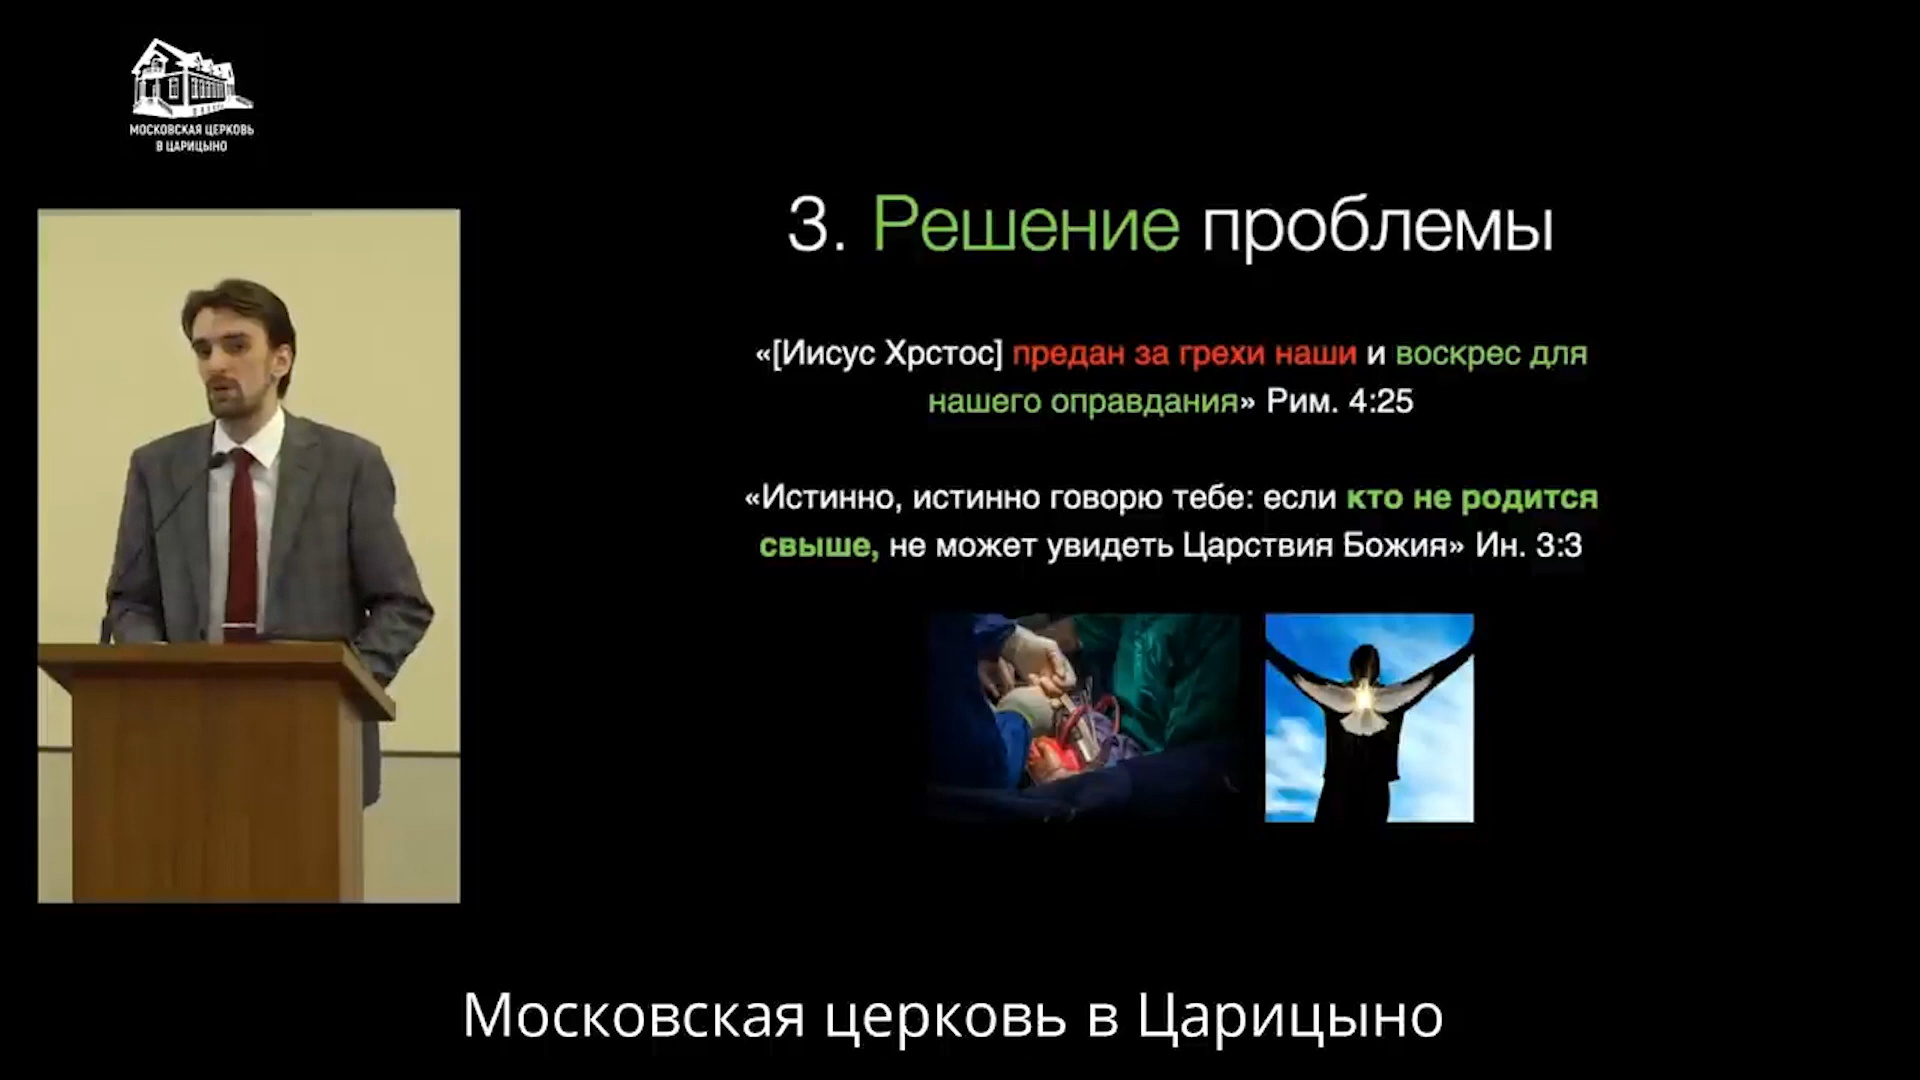 МОСКОВСКАЯ ЦЕРКОВЬ
В ЦАРИЦЫНО
3. Решение проблемы
«[Иисус Хрстос] предан за грехи наши и воскрес для
нашего оправдания» Рим. 4:25
«Истинно, истинно говорю тебе: если кто не родится
свыше, не может увидеть Царствия Божия» Ин. 3:3
Московская церковь в Царицыно